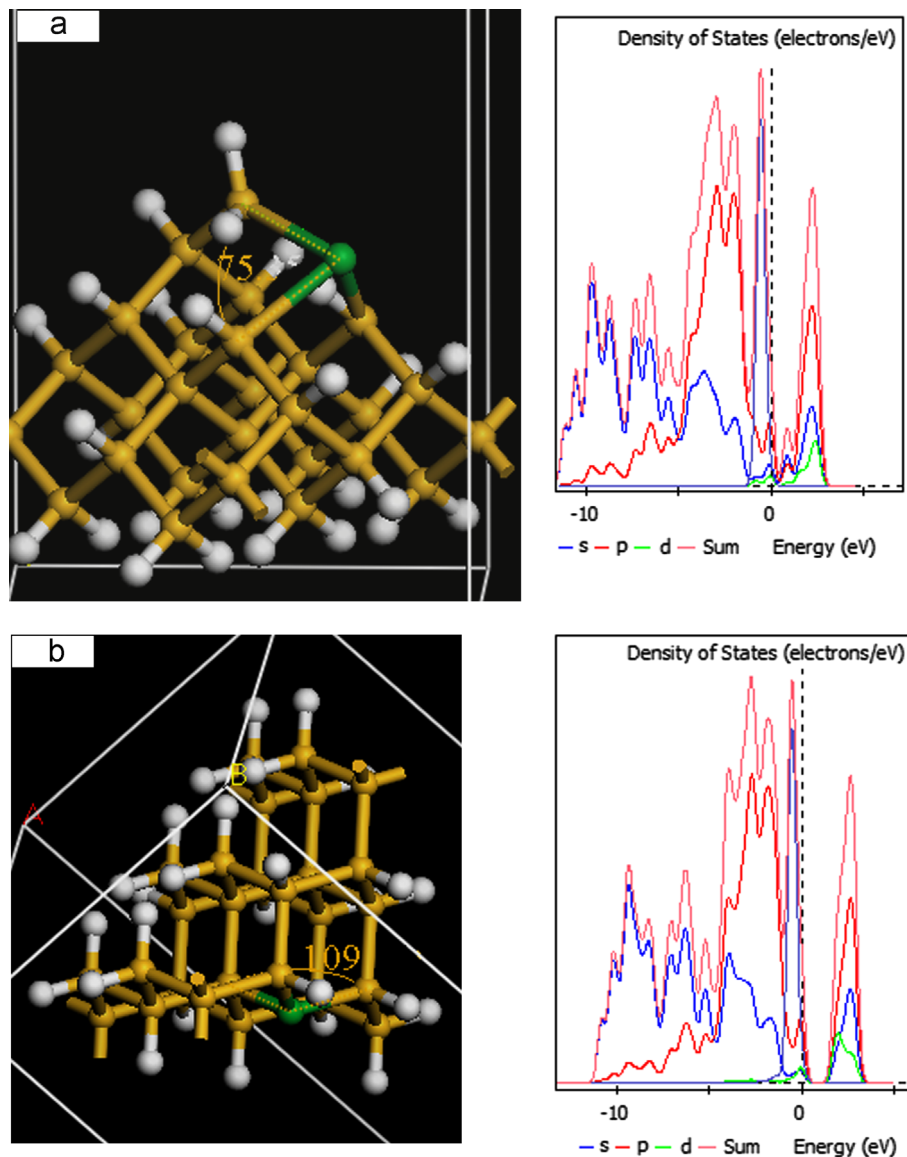 a
Density of States (electrons/eV)
75
-10 0
s p d Sum Energy (eV)
b
Density of States (electrons/eV)
B
A
109
-10 0
s p d Sum Energy (eV)